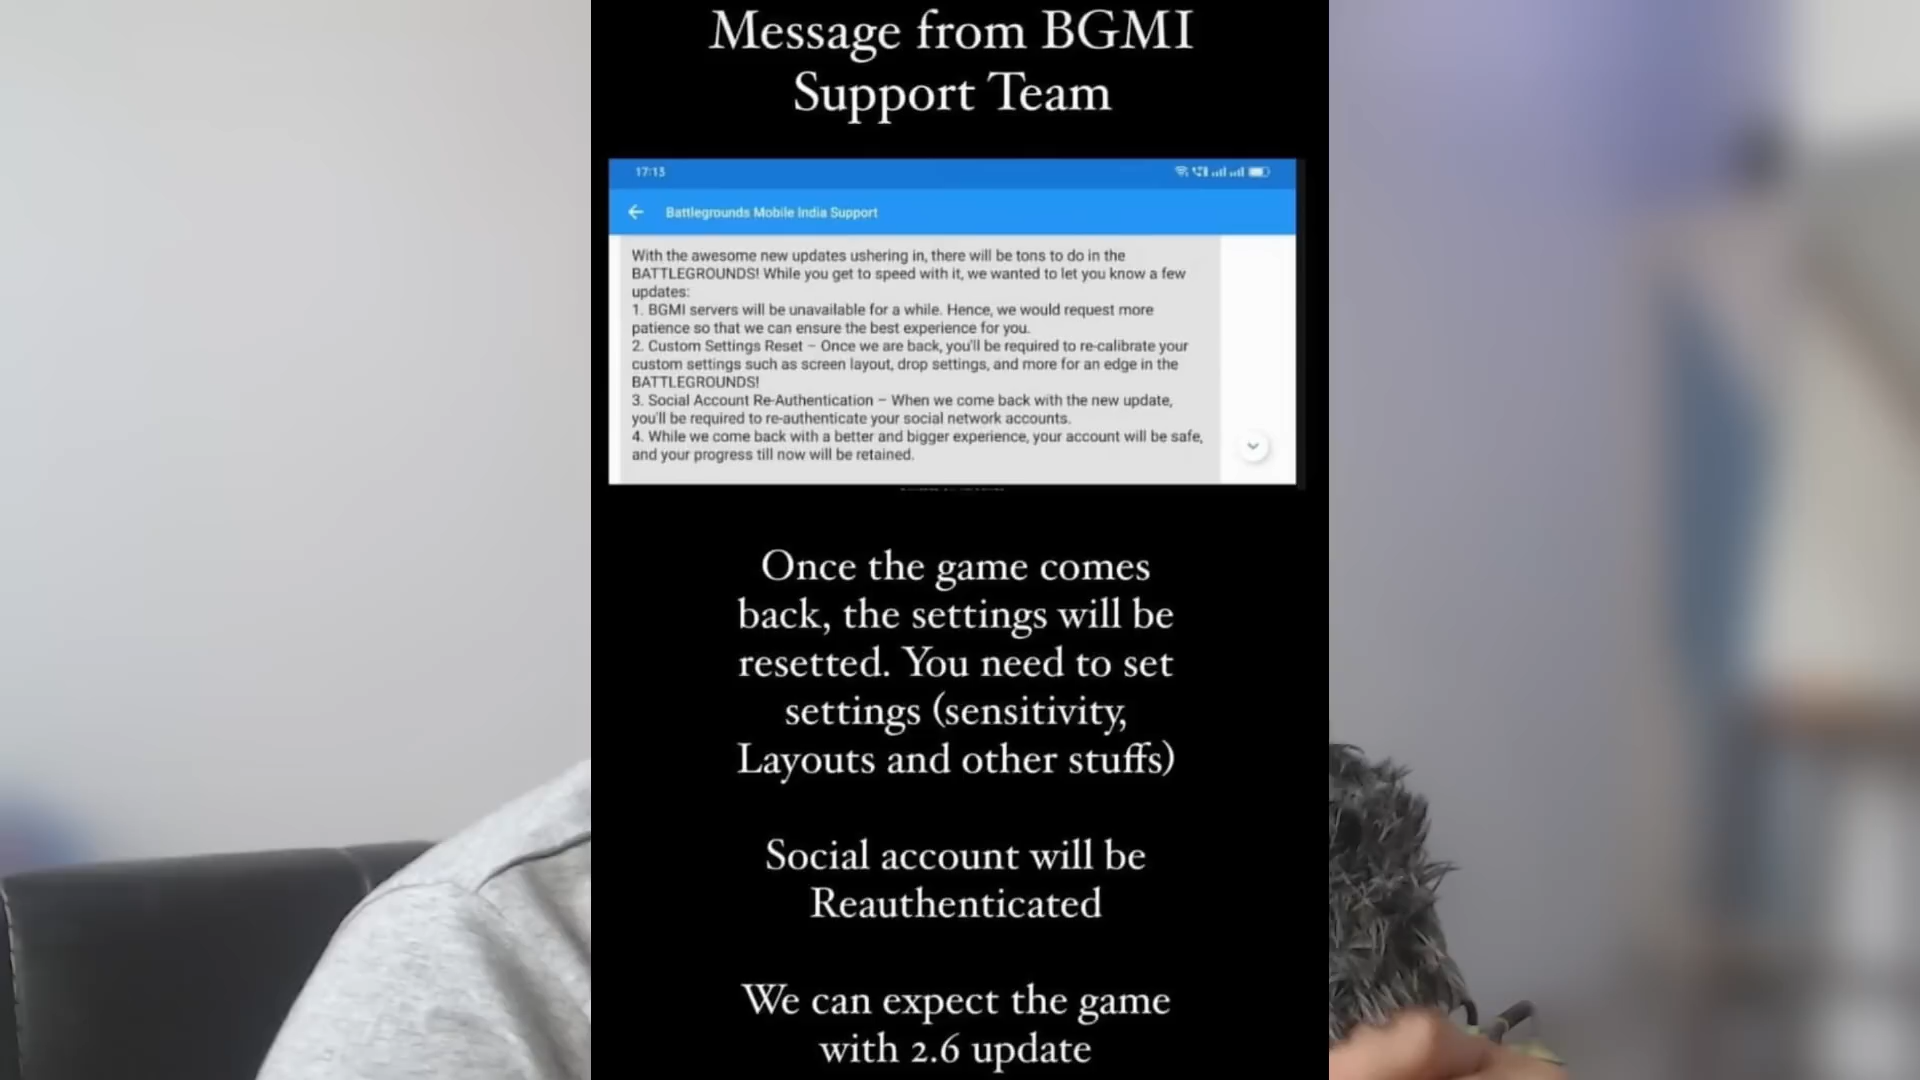 Message from BGMI
Support Team
17:13
Battlegrounds Mobile India Support
With the awesome new updates ushering in, there will be tons to do in the
BATTLEGROUNDS! While you get to speed with it, we wanted to let you know a few
updates:
1. BGMI servers will be unavailable for a while. Hence, we would request more
patience so that we can ensure the best experience for you.
2. Custom Settings Reset – Once we are back, you'll be required to re-calibrate your
custom settings such as screen layout, drop settings, and more for an edge in the
BATTLEGROUNDS!
3. Social Account Re-Authentication – When we come back with the new update,
you'll be required to re-authenticate your social network accounts.
4. While we come back with a better and bigger experience, your account will be safe,
and your progress till now will be retained.
Once the game comes
back, the settings will be
resetted. You need to set
settings (sensitivity,
Layouts and other stuffs)
Social account will be
Reauthenticated
We can expect the game
with 2.6 update